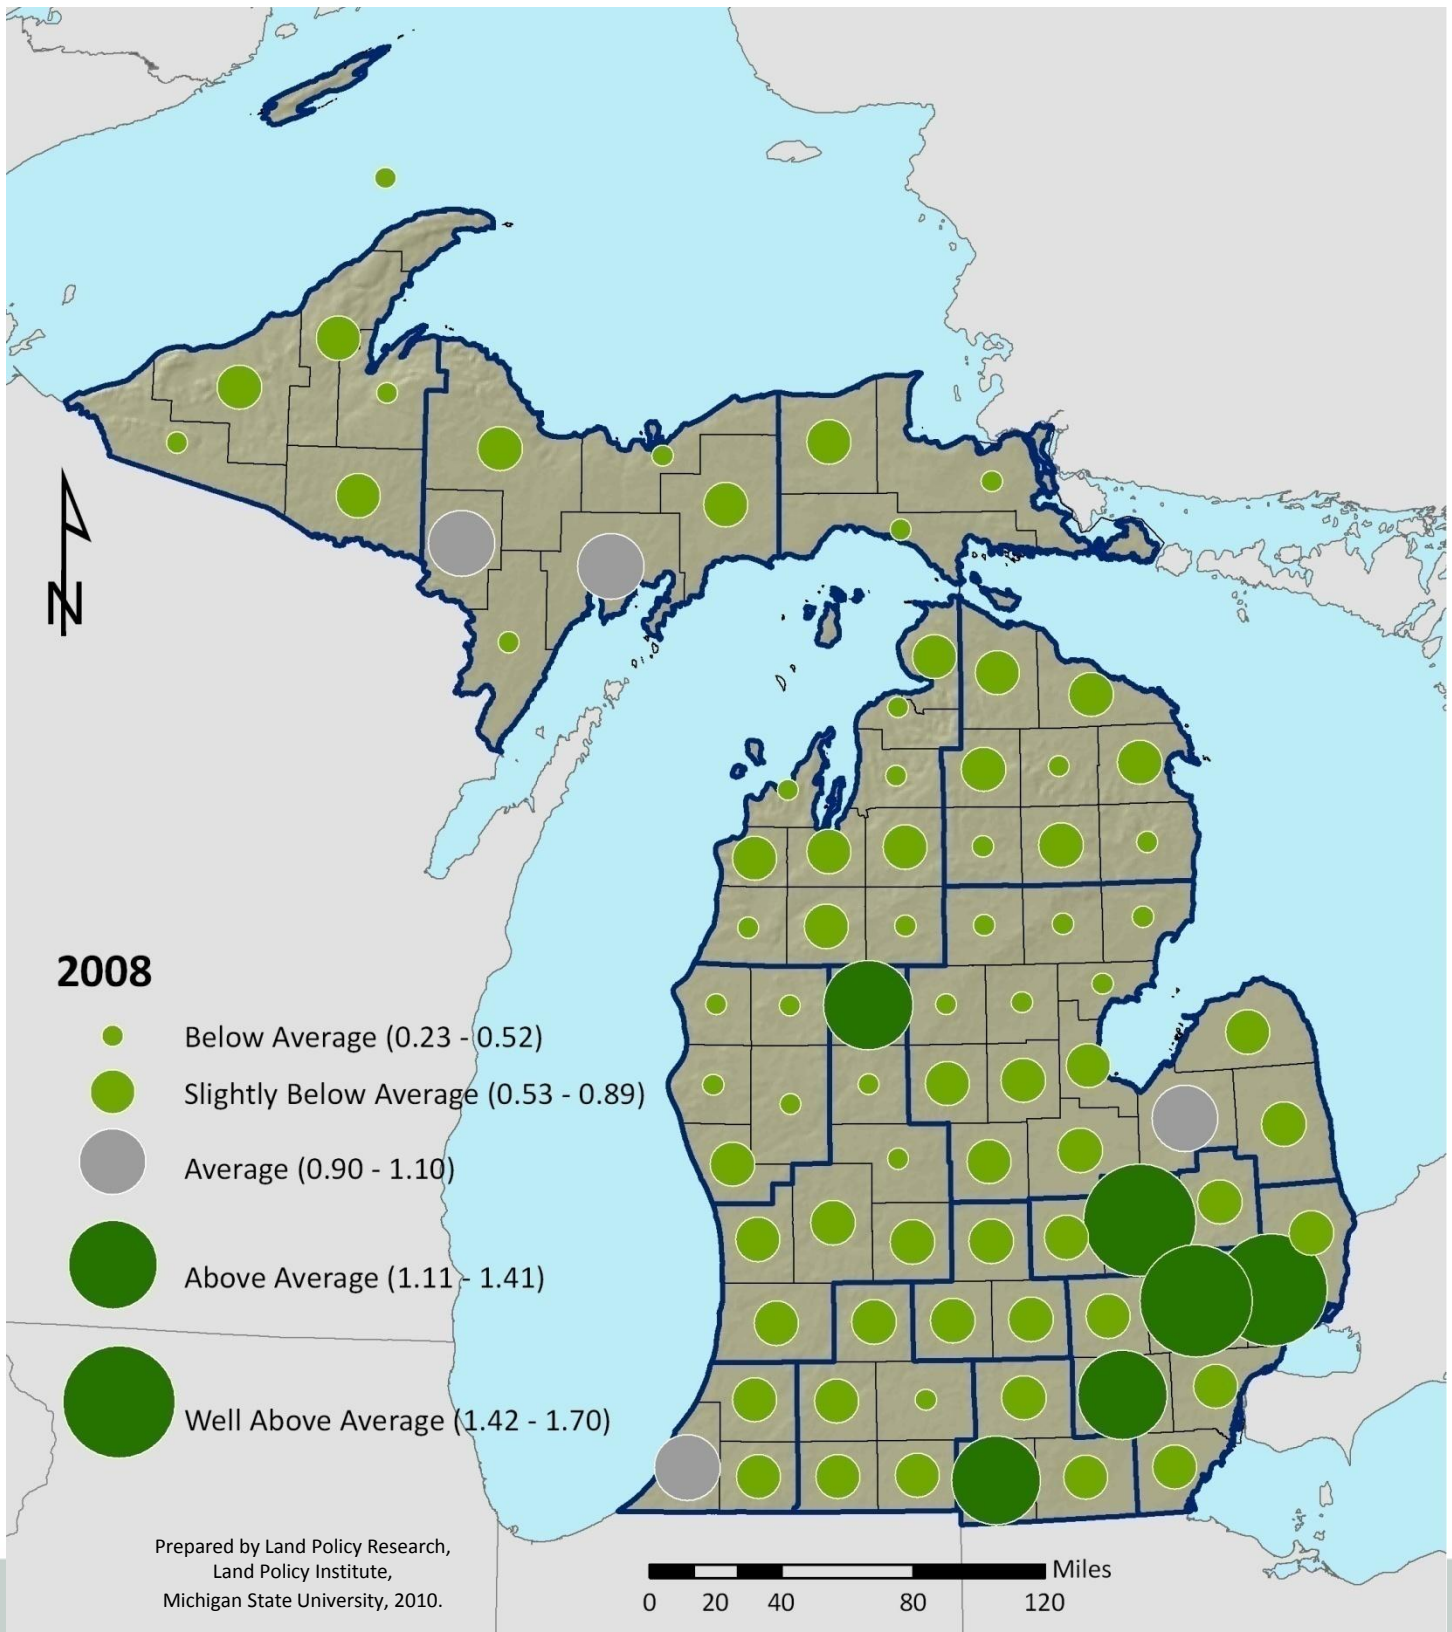 N
2008
Below Average (0.23 - 0.52)
Slightly Below Average (0.53 - 0.89)
Average (0.90 - 1.10)
Above Average (1.11 - 1.41)
Well Above Average (1.42 - 1.70)
Prepared by Land Policy Research,
Land Policy Institute,
Michigan State University, 2010.
Miles
0 20 40 80 120